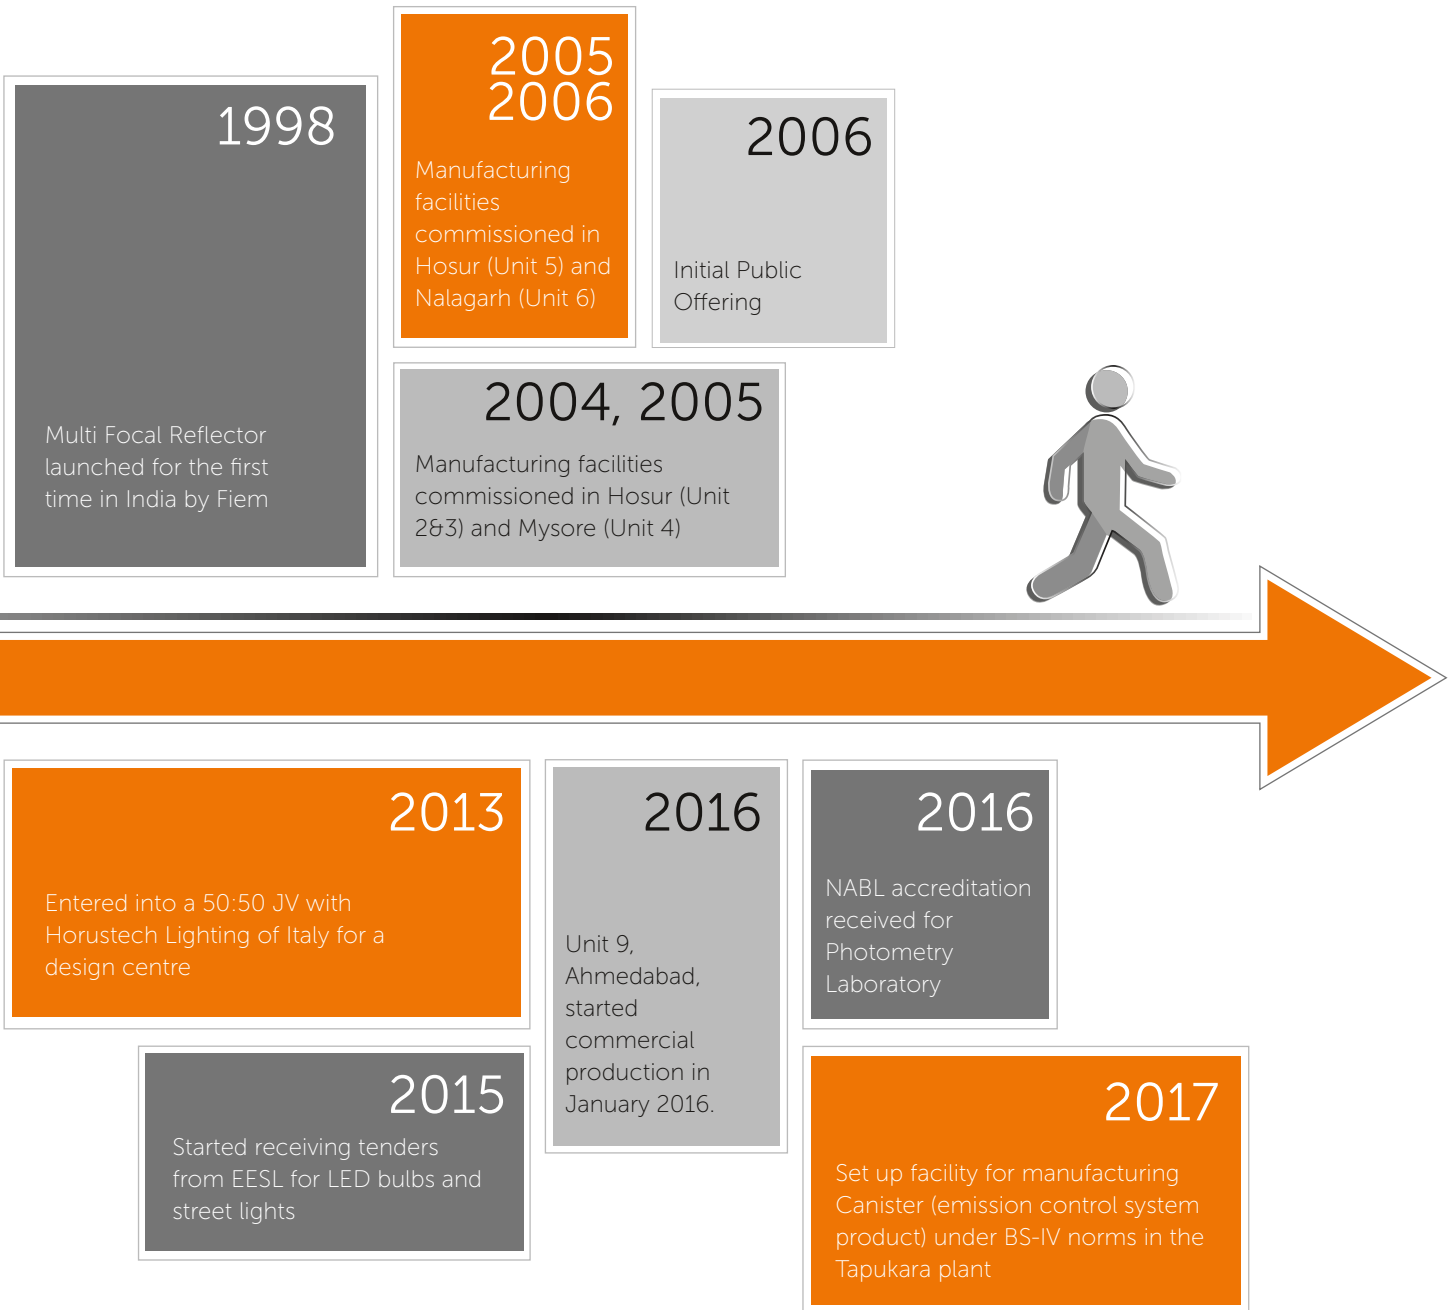 1998
Multi Focal Reflector
launched for the first
time in India by Fiem
2005
2006
Manufacturing
facilities
commissioned in
Hosur (Unit 5) and
Nalagarh (Unit 6)
2006
Initial Public
Offering
2004, 2005
Manufacturing facilities
commissioned in Hosur (Unit
2&3) and Mysore (Unit 4)
2013
Entered into a 50:50 JV with
Horustech Lighting of Italy for a
design centre
2015
Started receiving tenders
from EESL for LED bulbs and
street lights
2016
Unit 9,
Ahmedabad,
started
commercial
production in
January 2016.
2016
NABL accreditation
received for
Photometry
Laboratory
2017
Set up facility for manufacturing
Canister (emission control system
product) under BS-IV norms in the
Tapukara plant